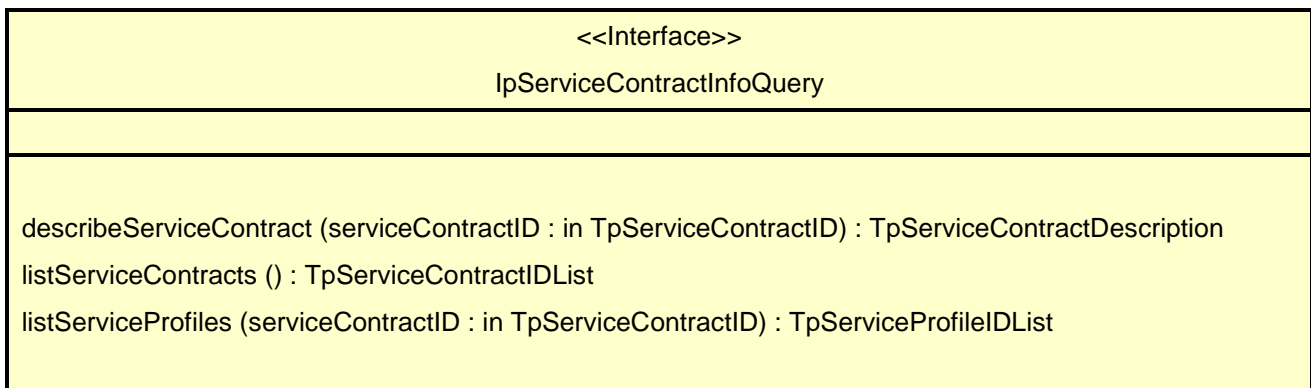 <<Interface>>
IpServiceContractInfoQuery
describeServiceContract (serviceContractID : in TpServiceContractID) : TpServiceContractDescription
listServiceContracts () : TpServiceContractIDList
listServiceProfiles (serviceContractID : in TpServiceContractID) : TpServiceProfileIDList